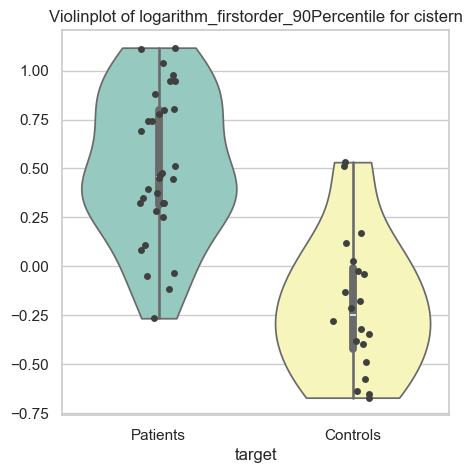 Violinplot of logarithm_firstorder_90Percentile for cistern
1.00
0.75
0.50
0.25
0.00
−0.25
−0.50
−0.75
Patients Controls
target